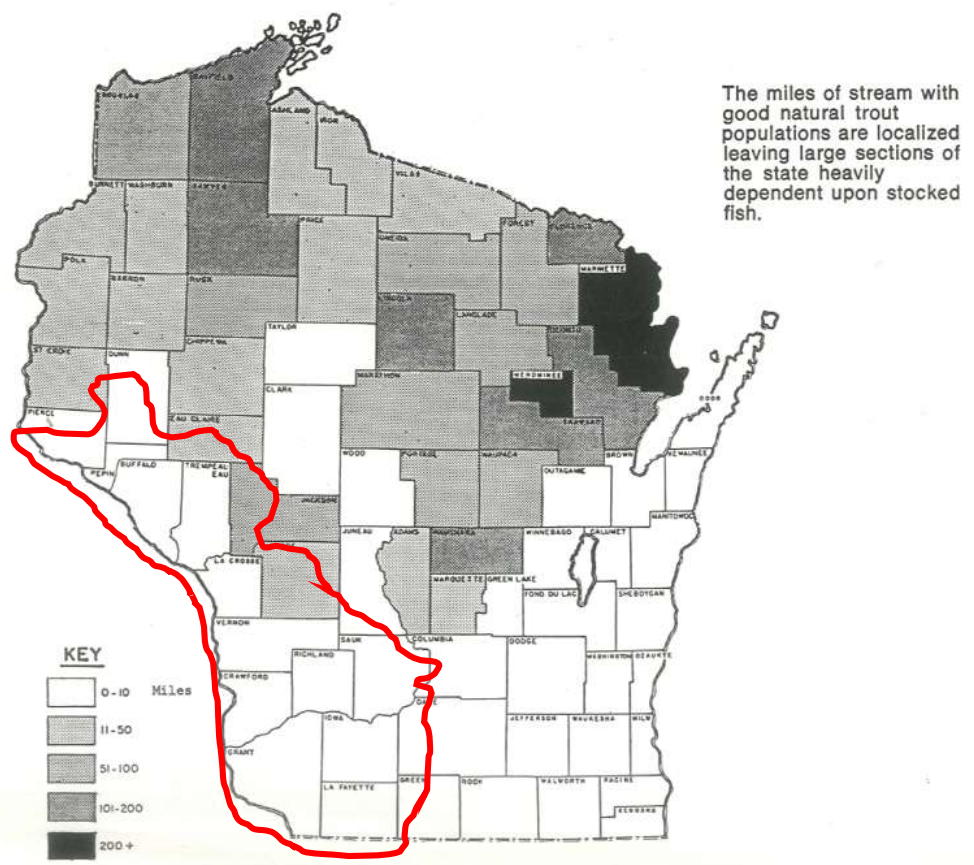 The miles of stream with
good natural trout
populations are localized
leaving large sections of
the state heavily
dependent upon stocked
fish.
DOUGLAS
BAYFIELD
ASHLAND
IRON
VILAS
BURNETT
WASHBURN
SAWYER
PRICE
ONEIDA
FOREST
FLORENCE
MARINETTE
POLK
BARRON
RUSK
LINCOLN
LANGLADE
TAYLOR
OCONTO
ST CROIX
DUNN
CHIPPEWA
MARATHON
MENOMINEE
CLARK
DOOR
PIERCE
EAU CLAIRE
SHAWANO
PEPIN
BUFFALO
TREMPEAL
EAU
WOOD
PORTAGE
WAUPACA
OUTAGAMIE
BROWN
KEWAUNEE
JACKSON
JUNEAU
ADAMS
WAUSHARA
WINNEBAGO
CALUMET
MANITOWOC
LA CROSSE
MARQUETTE
GREEN LAKE
FOND DU LAC
SHEBOYGAN
VERNON
SAUK
COLUMBIA
DODGE
RICHLAND
WASHINGTON
CRAWFORD
DANE
IOWA
JEFFERSON
WAUKESHA
MILW
GRANT
LA FAYETTE
GREEN
ROCK
WALWORTH
RACINE
KENOSHA
KEY
0-10 Miles
11-50
51-100
101-200
200+